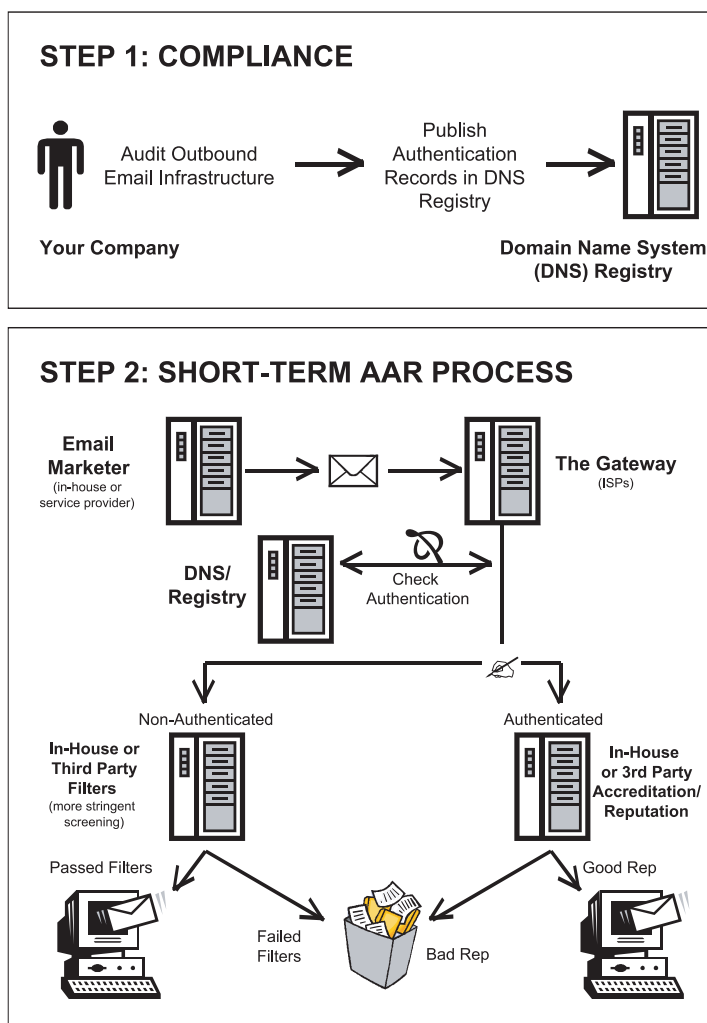 STEP 1: COMPLIANCE
Audit Outbound
Email Infrastructure
Publish
Authentication
Records in DNS
Registry
Your Company
Domain Name System
(DNS) Registry
STEP 2: SHORT-TERM AAR PROCESS
Email
Marketer
(in-house or
service provider)
The Gateway
(ISPs)
DNS/
Registry
Check
Authentication
Non-Authenticated
Authenticated
In-House or
Third Party
Filters
(more stringent
screening)
In-House
or 3rd Party
Accreditation/
Reputation
Passed Filters
Good Rep
Failed
Filters
Bad Rep